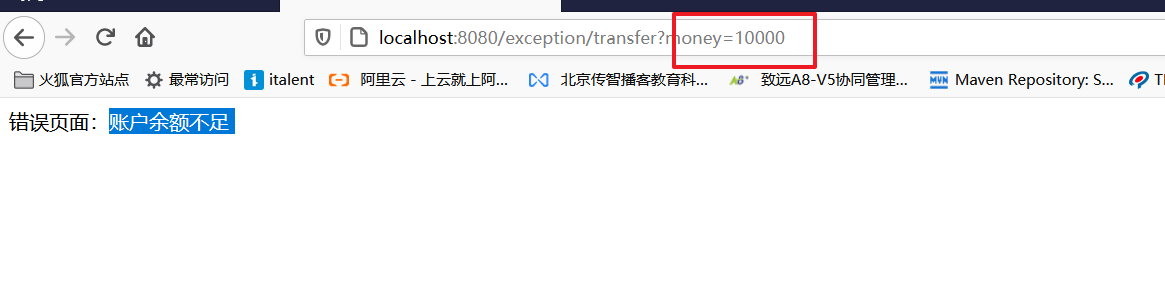 localhost:8080/exception/transfer?money=10000
火狐官方站点 最常访问 italent 阿里云 - 上云就上阿... 北京传智播客教育科... 致远A8-V5协同管理... Maven Repository: S...
错误页面：账户余额不足